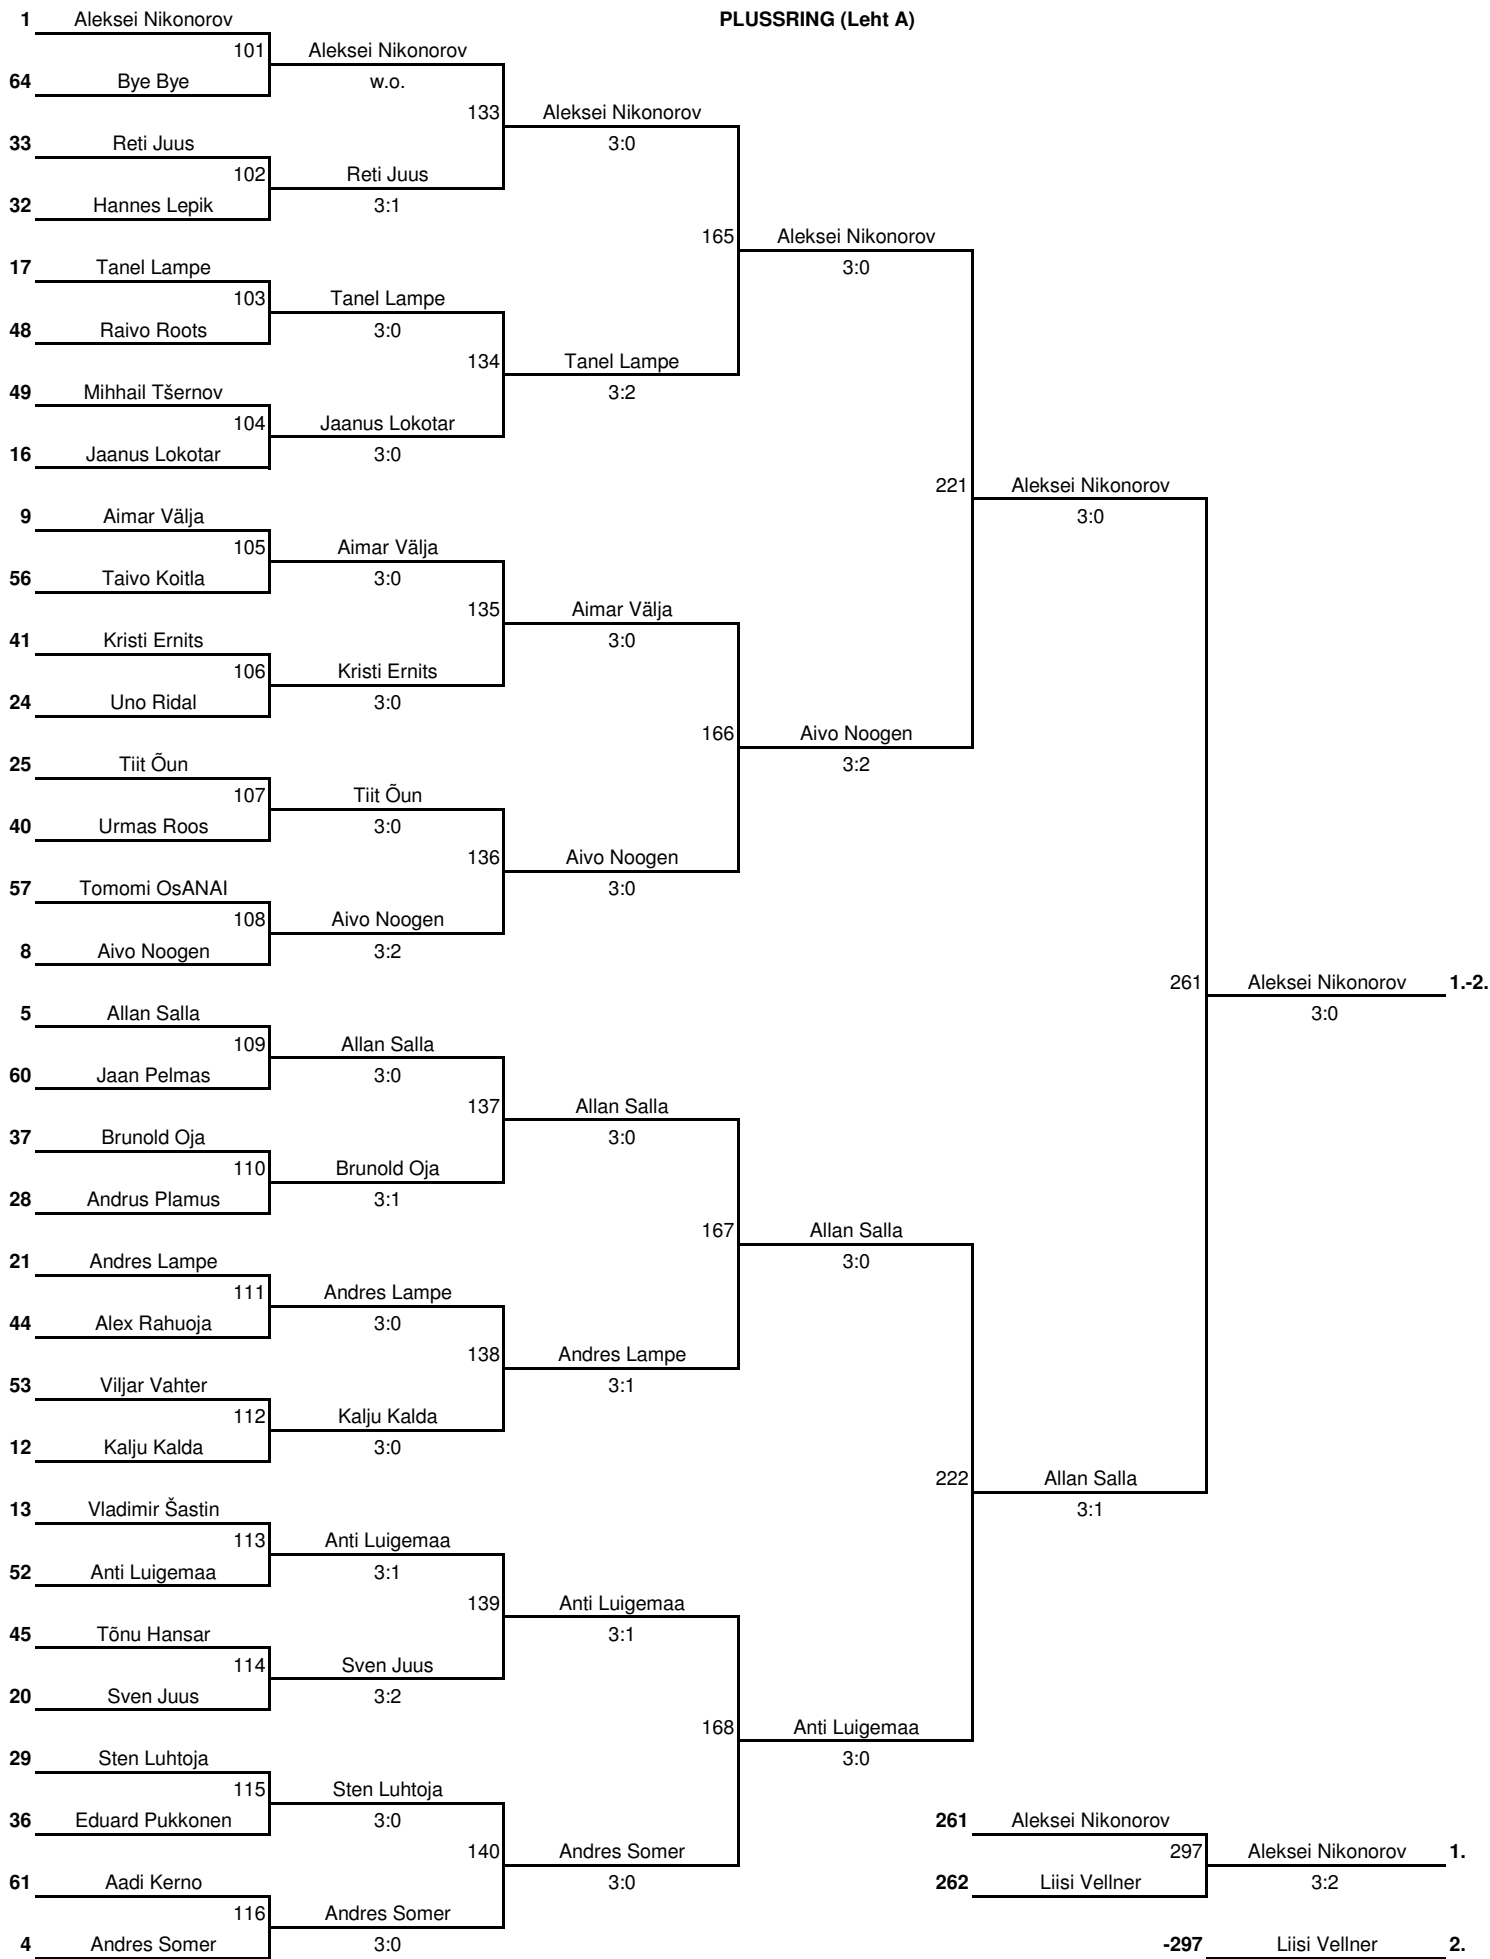 PLUSSRING (Leht A)
1 Aleksei Nikonorov
101 Aleksei Nikonorov
64 Bye Bye w.o.
133 Aleksei Nikonorov
33 Reti Juus 3:0
102 Reti Juus
32 Hannes Lepik 3:1
165 Aleksei Nikonorov
17 Tanel Lampe 3:0
103 Tanel Lampe
48 Raivo Roots 3:0
134 Tanel Lampe
49 Mihhail Tšernov 3:2
104 Jaanus Lokotar
16 Jaanus Lokotar 3:0
221 Aleksei Nikonorov
9 Aimar Välja 3:0
105 Aimar Välja
56 Taivo Koitla 3:0
135 Aimar Välja
41 Kristi Ernits 3:0
106 Kristi Ernits
24 Uno Ridal 3:0
166 Aivo Noogen
25 Tiit Õun 3:2
107 Tiit Õun
40 Urmas Roos 3:0
136 Aivo Noogen
57 Tomomi OsANAI 3:0
108 Aivo Noogen
8 Aivo Noogen 3:2
261 Aleksei Nikonorov 1.-2.
5 Allan Salla 3:0
109 Allan Salla
60 Jaan Pelmas 3:0
137 Allan Salla
37 Brunold Oja 3:0
110 Brunold Oja
28 Andrus Plamus 3:1
167 Allan Salla
21 Andres Lampe 3:0
111 Andres Lampe
44 Alex Rahuoja 3:0
138 Andres Lampe
53 Viljar Vahter 3:1
112 Kalju Kalda
12 Kalju Kalda 3:0
222 Allan Salla
13 Vladimir Šastin 3:1
113 Anti Luigemaa
52 Anti Luigemaa 3:1
139 Anti Luigemaa
45 Tõnu Hansar 3:1
114 Sven Juus
20 Sven Juus 3:2
168 Anti Luigemaa
29 Sten Luhtoja 3:0
115 Sten Luhtoja
36 Eduard Pukkonen 3:0 261 Aleksei Nikonorov
140 Andres Somer 297 Aleksei Nikonorov 1.
61 Aadi Kerno 3:0 262 Liisi Vellner 3:2
116 Andres Somer
4 Andres Somer 3:0 -297 Liisi Vellner 2.